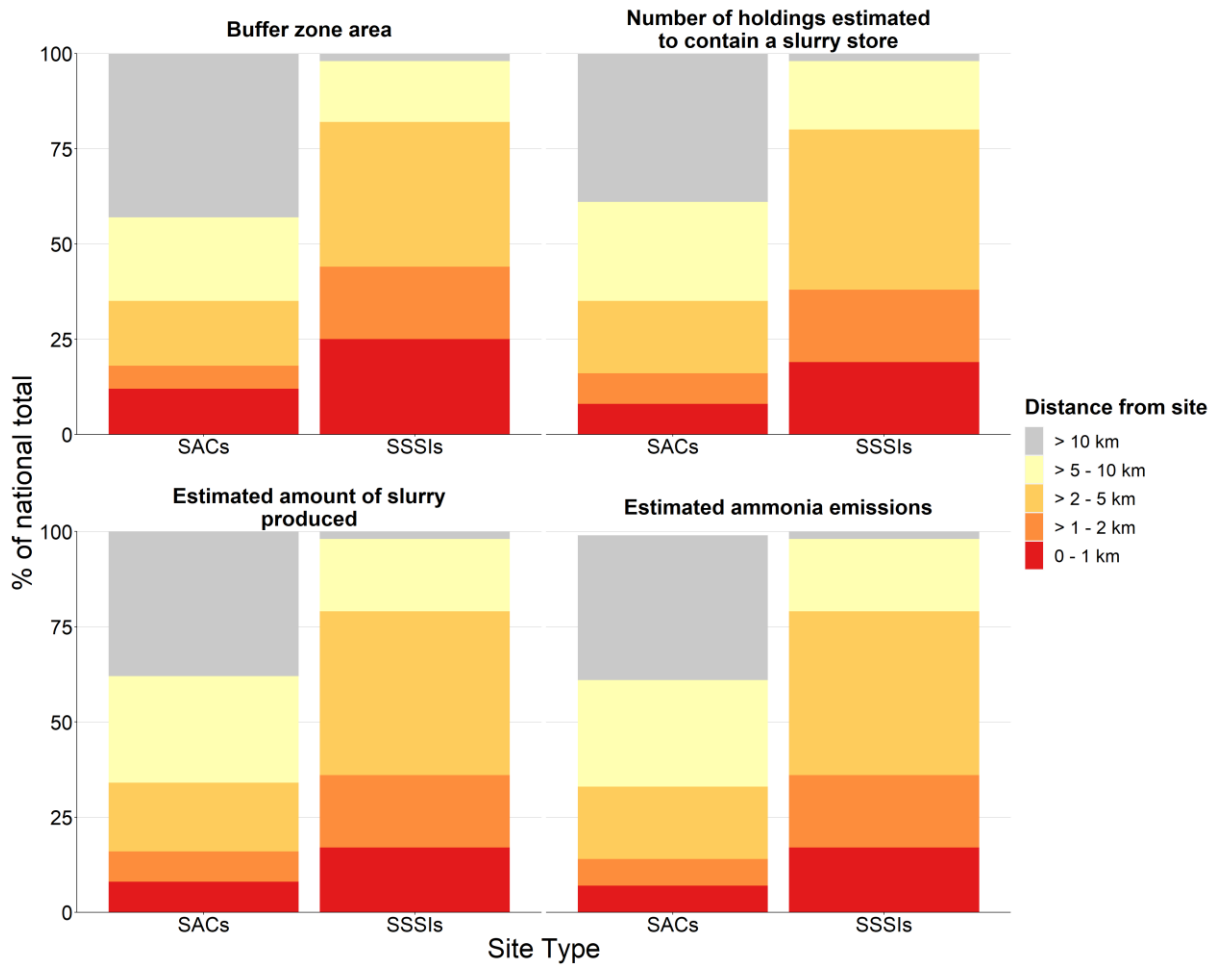 Buffer zone area
Number of holdings estimated
to contain a slurry store
100
75
50
25
0
SACs
SSSIs
SACs
SSSIs
Estimated amount of slurry
produced
Estimated ammonia emissions
100
75
50
25
0
SACs
SSSIs
SACs
SSSIs
% of national total
Site Type
Distance from site
> 10 km
> 5 - 10 km
> 2 - 5 km
> 1 - 2 km
0 - 1 km